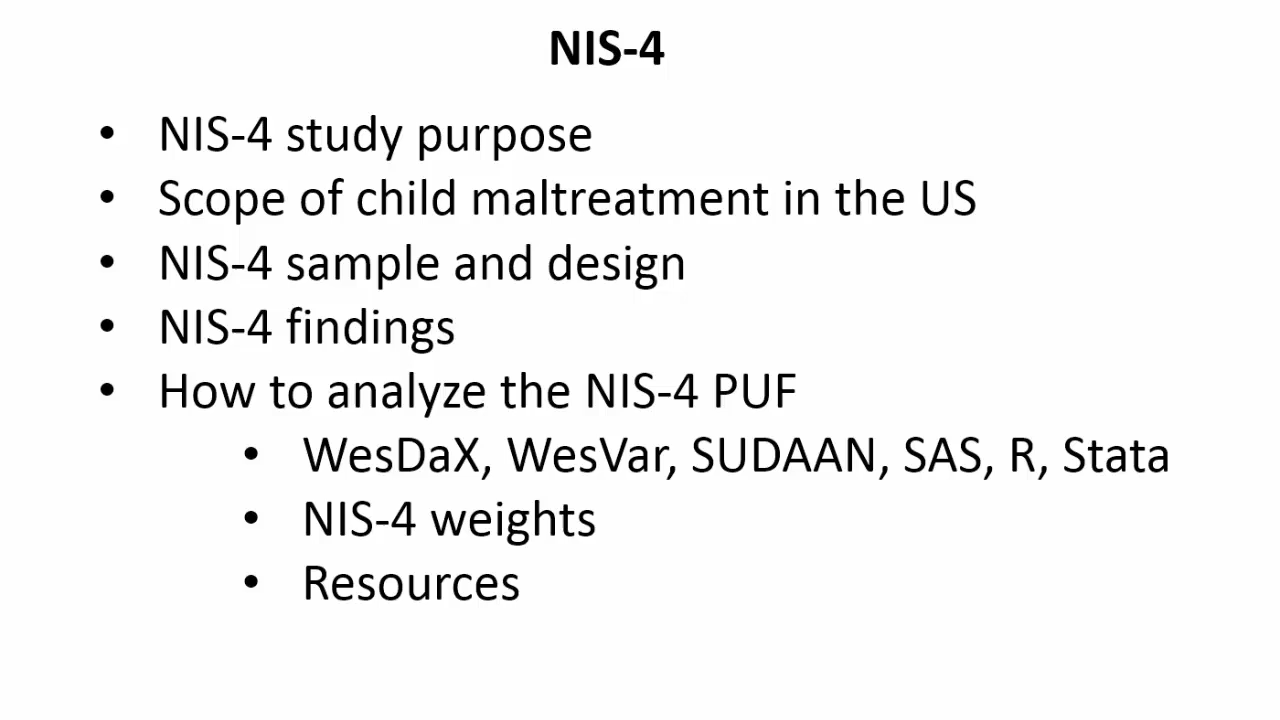 NIS-4
• NIS-4 study purpose
• Scope of child maltreatment in the US
• NIS-4 sample and design
• NIS-4 findings
• How to analyze the NIS-4 PUF
• WesDaX, WesVar, SUDAAN, SAS, R, Stata
• NIS-4 weights
• Resources